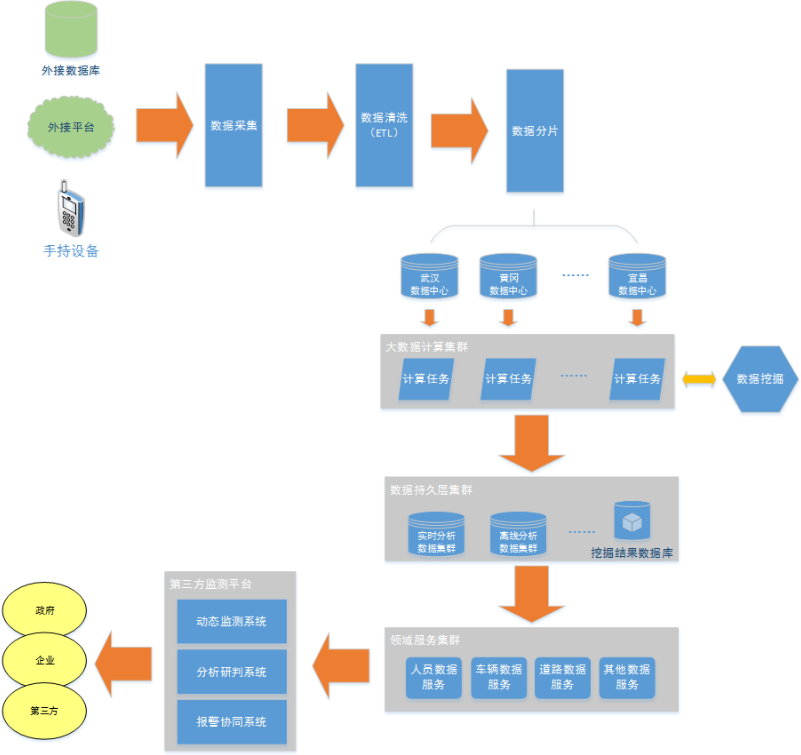 外接数据库
外接平台
手持设备
数据采集
数据清洗
（ETL）
数据分片
武汉
数据中心
黄冈
数据中心
······
宜昌
数据中心
大数据计算集群
计算任务
计算任务
······
计算任务
数据挖掘
数据持久层集群
实时分析
数据集群
离线分析
数据集群
······
挖掘结果数据库
领域服务集群
人员数据
服务
车辆数据
服务
道路数据
服务
其他数据
服务
第三方监测平台
动态监测系统
分析研判系统
报警协同系统
政府
企业
第三方